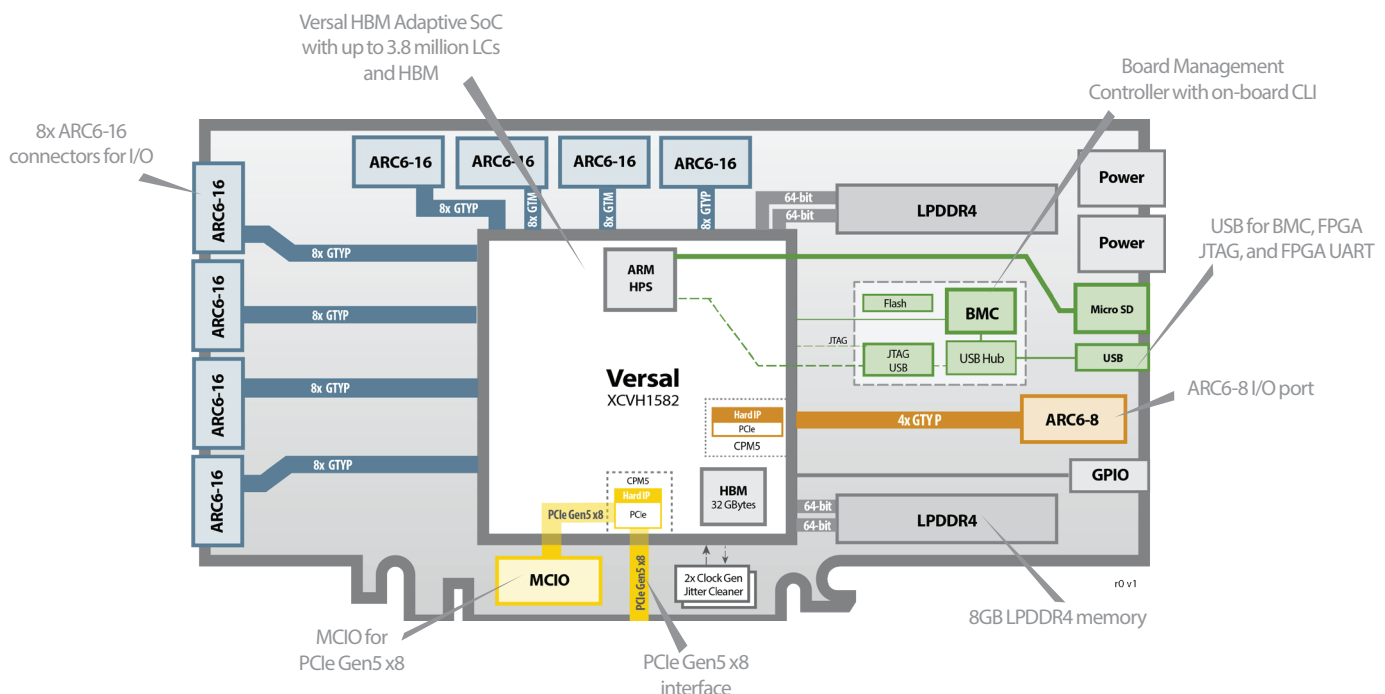 Versal HBM Adaptive SoC
with up to 3.8 million LCs
and HBM
Board Management
Controller with on-board CLI
8x ARC6-16
connectors for I/O
ARC6-16
ARC6-16
ARC6-16
ARC6-16
8x GTYP
8x GTM
8x GTM
8x GTYP
64-bit
64-bit
LPDDR4
Power
Power
USB for BMC, FPGA
JTAG, and FPGA UART
ARC6-16
8x GTYP
ARC6-16
8x GTYP
ARC6-16
8x GTYP
ARC6-16
8x GTYP
ARM
HPS
Flash
BMC
Micro SD
JTAG
JTAG
USB
USB Hub
USB
Versal
XCVH1582
ARC6-8 I/O port
Hard IP
PCIe
CPM5
4x GTY P
ARC6-8
CPM5
Hard IP
PCIe
HBM
32 GBytes
GPIO
PCIe Gen5 x8
64-bit
64-bit
LPDDR4
MCIO
PCIe Gen5 x8
2x Clock Gen
Jitter Cleaner
r0 v1
8GB LPDDR4 memory
MCIO for
PCIe Gen5 x8
PCIe Gen5 x8
interface